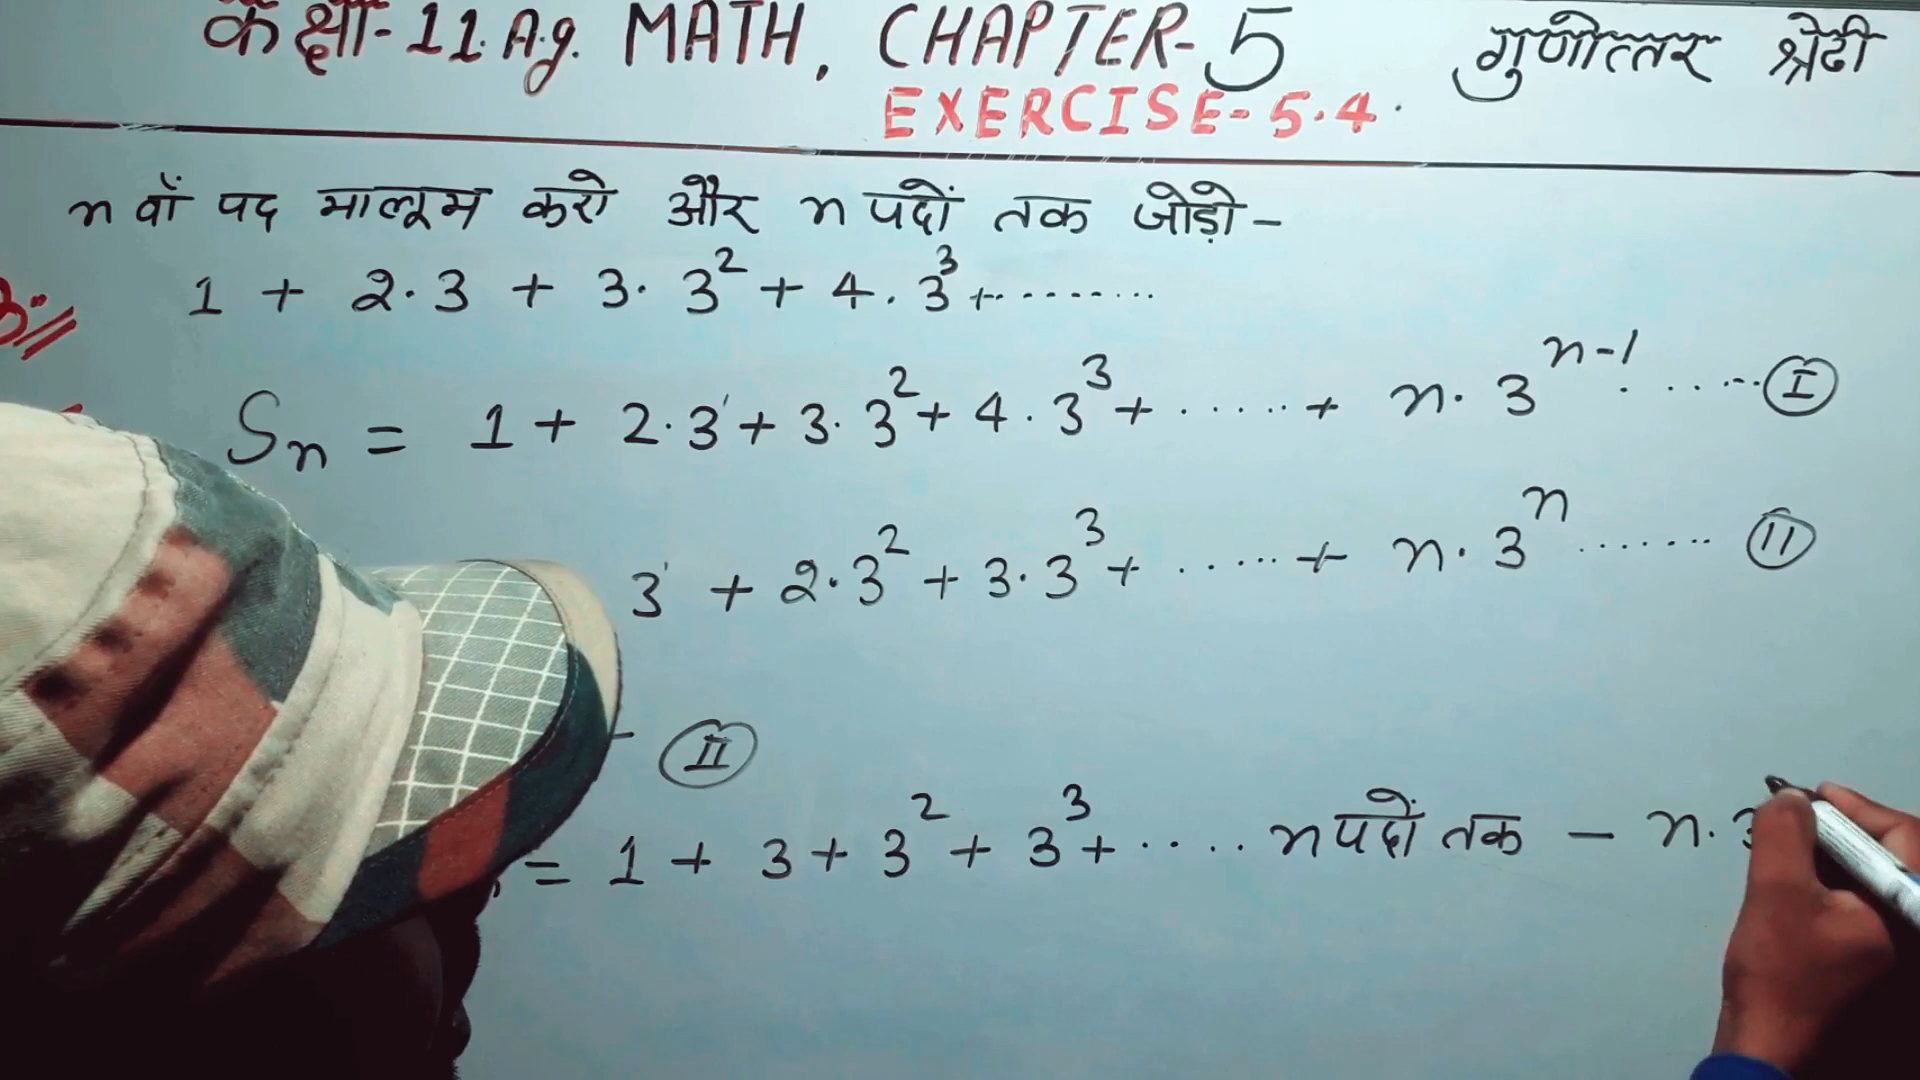 कक्षा-11. Ag. MATH, CHAPTER-5 गुणोत्तर श्रेढी
EXERCISE-5.4.
n वाँ पद मालूम करो और n पदों तक जोड़ो-
3:
1 + 2·3 + 3·3² + 4·3³ + ........
Sn = 1 + 2·3' + 3·3² + 4·3³ + ..... + n·3ⁿ⁻¹ ..... (I)
3' + 2·3² + 3·3³ + ..... + n·3ⁿ ....... (II)
- (II)
= 1 + 3 + 3² + 3³ + .... n पदों तक - n·3